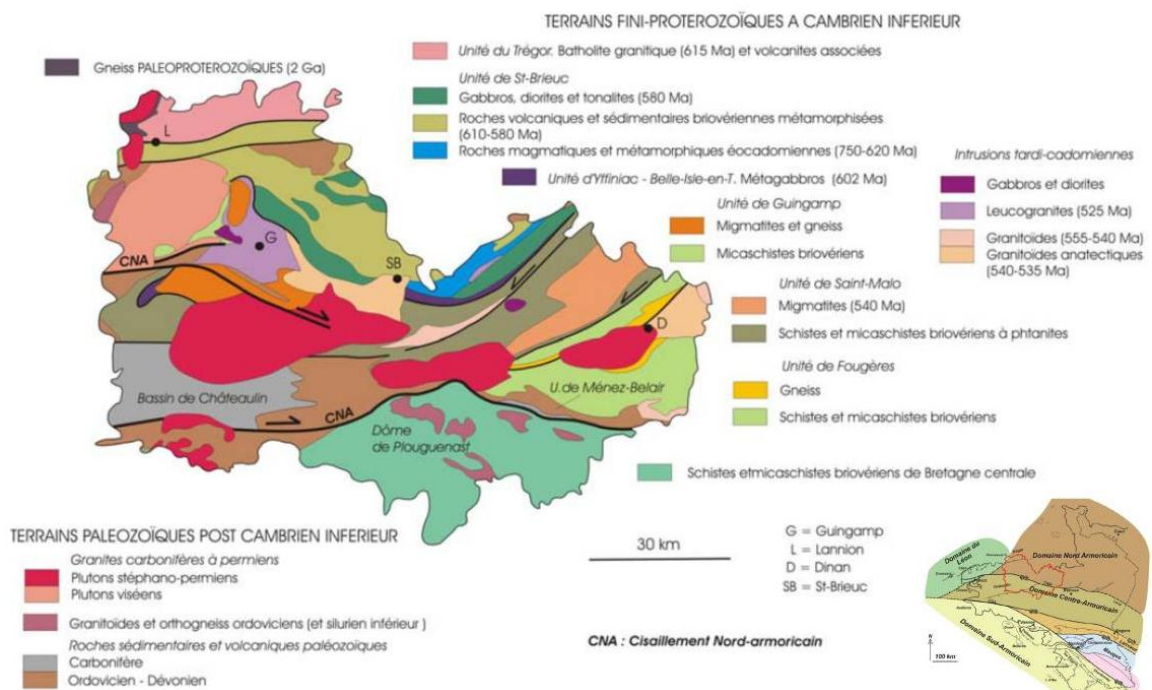 TERRAINS FINI-PROTEROZOÏQUES A CAMBRIEN INFERIEUR
Gneiss PALEOPROTEROZOÏQUES (2 Ga)
Unité du Trégor. Batholite granitique (615 Ma) et volcanites associées
Unité de St-Brieuc
Gabbros, diorites et tonalites (580 Ma)
Roches volcaniques et sédimentaires briovériennes métamorphisées
(610-580 Ma)
Roches magmatiques et métamorphiques éocadomiennes (750-620 Ma)
Unité d'Yffiniac - Belle-Isle-en-T. Métagabbros (602 Ma)
Unité de Guingamp
Migmatites et gneiss
Micaschistes briovériens
Unité de Saint-Malo
Migmatites (540 Ma)
Schistes et micaschistes briovériens à phtanites
Unité de Fougères
Gneiss
Schistes et micaschistes briovériens
Schistes etmicaschistes briovériens de Bretagne centrale
Intrusions tardi-cadomiennes
Gabbros et diorites
Leucogranites (525 Ma)
Granitoïdes (555-540 Ma)
Granitoïdes anatectiques
(540-535 Ma)
L
G
CNA
SB
D
Bassin de Châteaulin
U. de Ménez-Belair
CNA
Dôme
de Plouguenast
TERRAINS PALEOZOÏQUES POST CAMBRIEN INFERIEUR
Granites carbonifères à permiens
Plutons stéphano-permiens
Plutons viséens
Granitoïdes et orthogneiss ordoviciens (et silurien inférieur )
Roches sédimentaires et volcaniques paléozoïques
Carbonifère
Ordovicien - Dévonien
30 km
G = Guingamp
L = Lannion
D = Dinan
SB = St-Brieuc
CNA : Cisaillement Nord-armoricain
Domaine de
Léon
Domaine Nord Armoricain
Domaine Centre-Armoricain
Domaine Sud-Armoricain
N
100 km